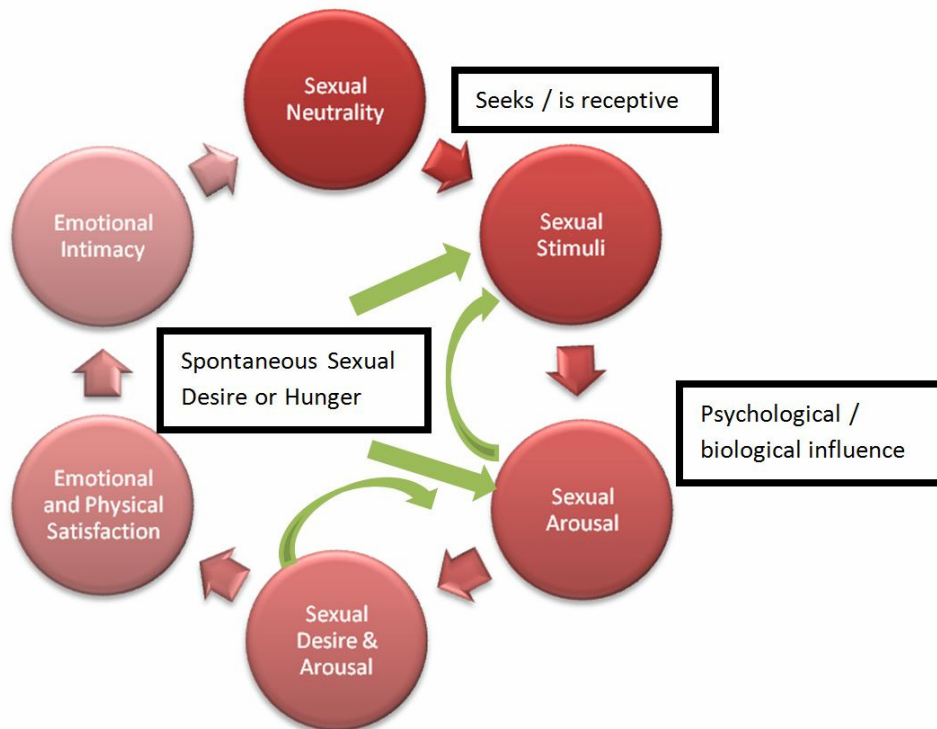 Sexual
Neutrality
Seeks / is receptive
Sexual
Stimuli
Psychological /
biological influence
Sexual
Arousal
Sexual
Desire &
Arousal
Emotional
and Physical
Satisfaction
Emotional
Intimacy
Spontaneous Sexual
Desire or Hunger